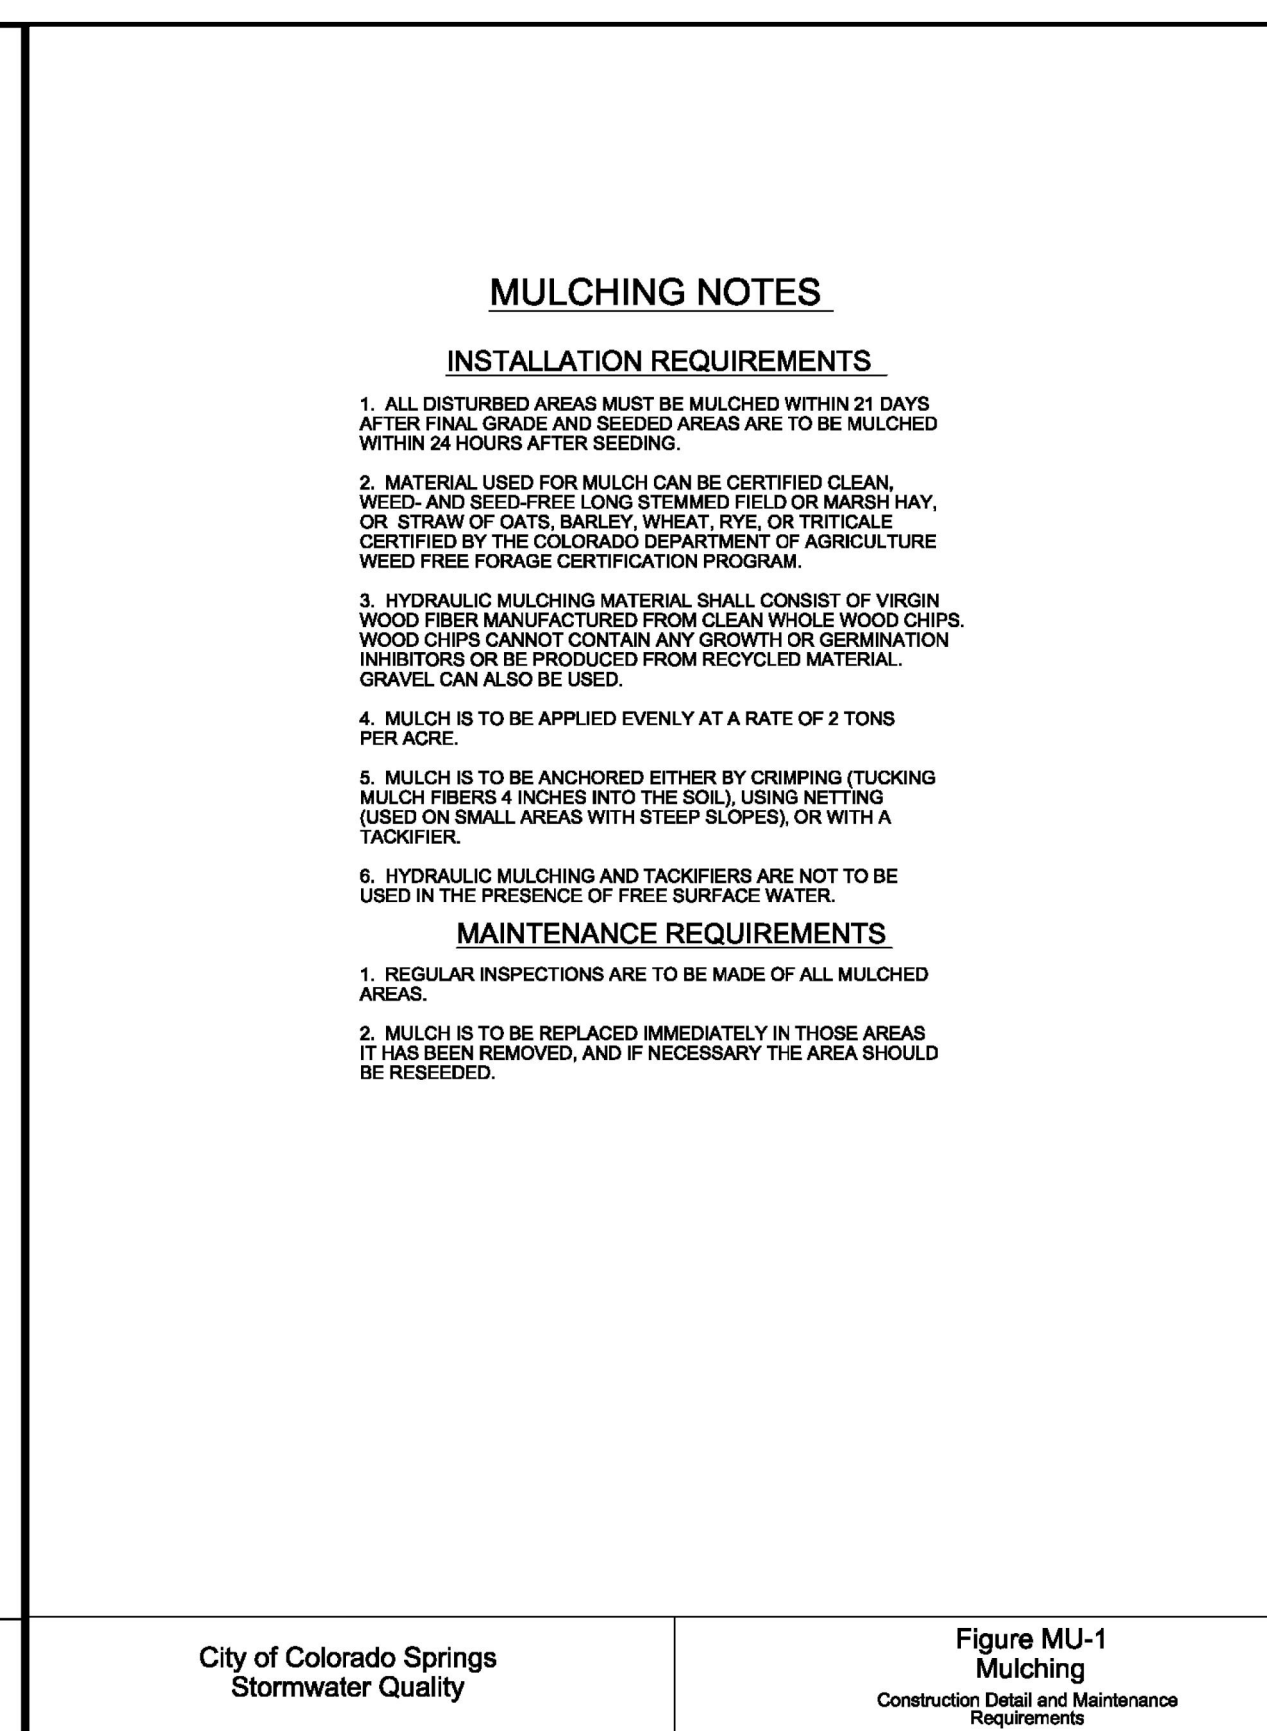 MULCHING NOTES
INSTALLATION REQUIREMENTS
1. ALL DISTURBED AREAS MUST BE MULCHED WITHIN 21 DAYS
AFTER FINAL GRADE AND SEEDED AREAS ARE TO BE MULCHED
WITHIN 24 HOURS AFTER SEEDING.
2. MATERIAL USED FOR MULCH CAN BE CERTIFIED CLEAN,
WEED- AND SEED-FREE LONG STEMMED FIELD OR MARSH HAY,
OR STRAW OF OATS, BARLEY, WHEAT, RYE, OR TRITICALE
CERTIFIED BY THE COLORADO DEPARTMENT OF AGRICULTURE
WEED FREE FORAGE CERTIFICATION PROGRAM.
3. HYDRAULIC MULCHING MATERIAL SHALL CONSIST OF VIRGIN
WOOD FIBER MANUFACTURED FROM CLEAN WHOLE WOOD CHIPS.
WOOD CHIPS CANNOT CONTAIN ANY GROWTH OR GERMINATION
INHIBITORS OR BE PRODUCED FROM RECYCLED MATERIAL.
GRAVEL CAN ALSO BE USED.
4. MULCH IS TO BE APPLIED EVENLY AT A RATE OF 2 TONS
PER ACRE.
5. MULCH IS TO BE ANCHORED EITHER BY CRIMPING (TUCKING
MULCH FIBERS 4 INCHES INTO THE SOIL), USING NETTING
(USED ON SMALL AREAS WITH STEEP SLOPES), OR WITH A
TACKIFIER.
6. HYDRAULIC MULCHING AND TACKIFIERS ARE NOT TO BE
USED IN THE PRESENCE OF FREE SURFACE WATER.
MAINTENANCE REQUIREMENTS
1. REGULAR INSPECTIONS ARE TO BE MADE OF ALL MULCHED
AREAS.
2. MULCH IS TO BE REPLACED IMMEDIATELY IN THOSE AREAS
IT HAS BEEN REMOVED, AND IF NECESSARY THE AREA SHOULD
BE RESEEDED.
City of Colorado Springs
Stormwater Quality
Figure MU-1
Mulching
Construction Detail and Maintenance
Requirements